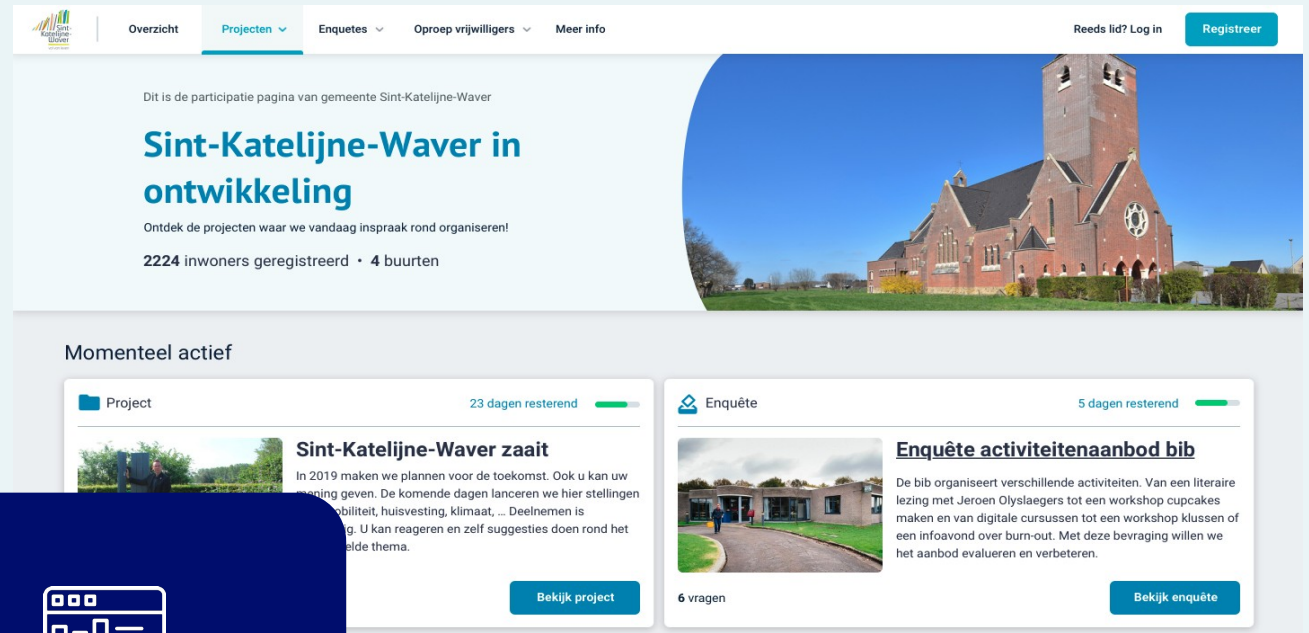 Sint-
Katelijne-
Waver
Overzicht
Projecten
Enquetes
Oproep vrijwilligers
Meer info
Reeds lid? Log in
Registreer
Dit is de participatie pagina van gemeente Sint-Katelijne-Waver
Sint-Katelijne-Waver in
ontwikkeling
Ontdek de projecten waar we vandaag inspraak rond organiseren!
2224 inwoners geregistreerd • 4 buurten
Momenteel actief
Project
23 dagen resterend
Sint-Katelijne-Waver zaait
In 2019 maken we plannen voor de toekomst. Ook u kan uw
mening geven. De komende dagen lanceren we hier stellingen
obiliteit, huisvesting, klimaat, ... Deelnemen is
ig. U kan reageren en zelf suggesties doen rond het
elde thema.
Bekijk project
Enquête
5 dagen resterend
Enquête activiteitenaanbod bib
De bib organiseert verschillende activiteiten. Van een literaire
lezing met Jeroen Olyslaegers tot een workshop cupcakes
maken en van digitale cursussen tot een workshop klussen of
een infoavond over burn-out. Met deze bevraging willen we
het aanbod evalueren en verbeteren.
6 vragen
Bekijk enquête